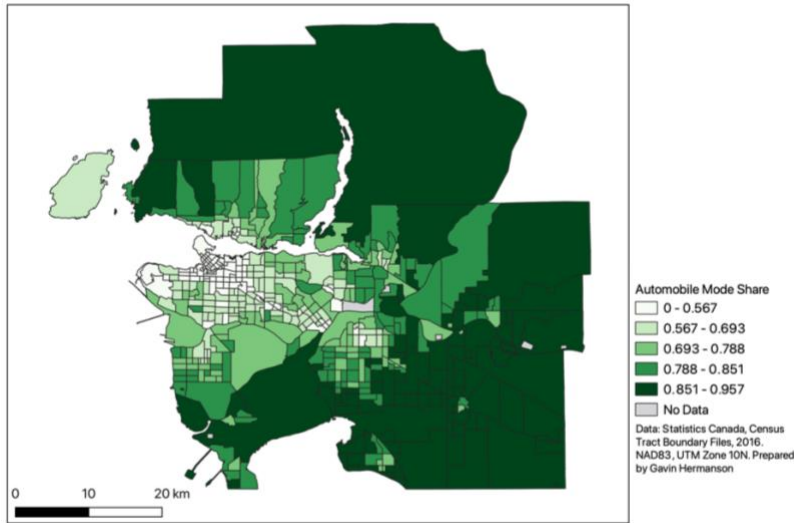 Automobile Mode Share
0 - 0.567
0.567 - 0.693
0.693 - 0.788
0.788 - 0.851
0.851 - 0.957
No Data
Data: Statistics Canada, Census
Tract Boundary Files, 2016.
NAD83, UTM Zone 10N. Prepared
by Gavin Hermanson
0 10 20 km